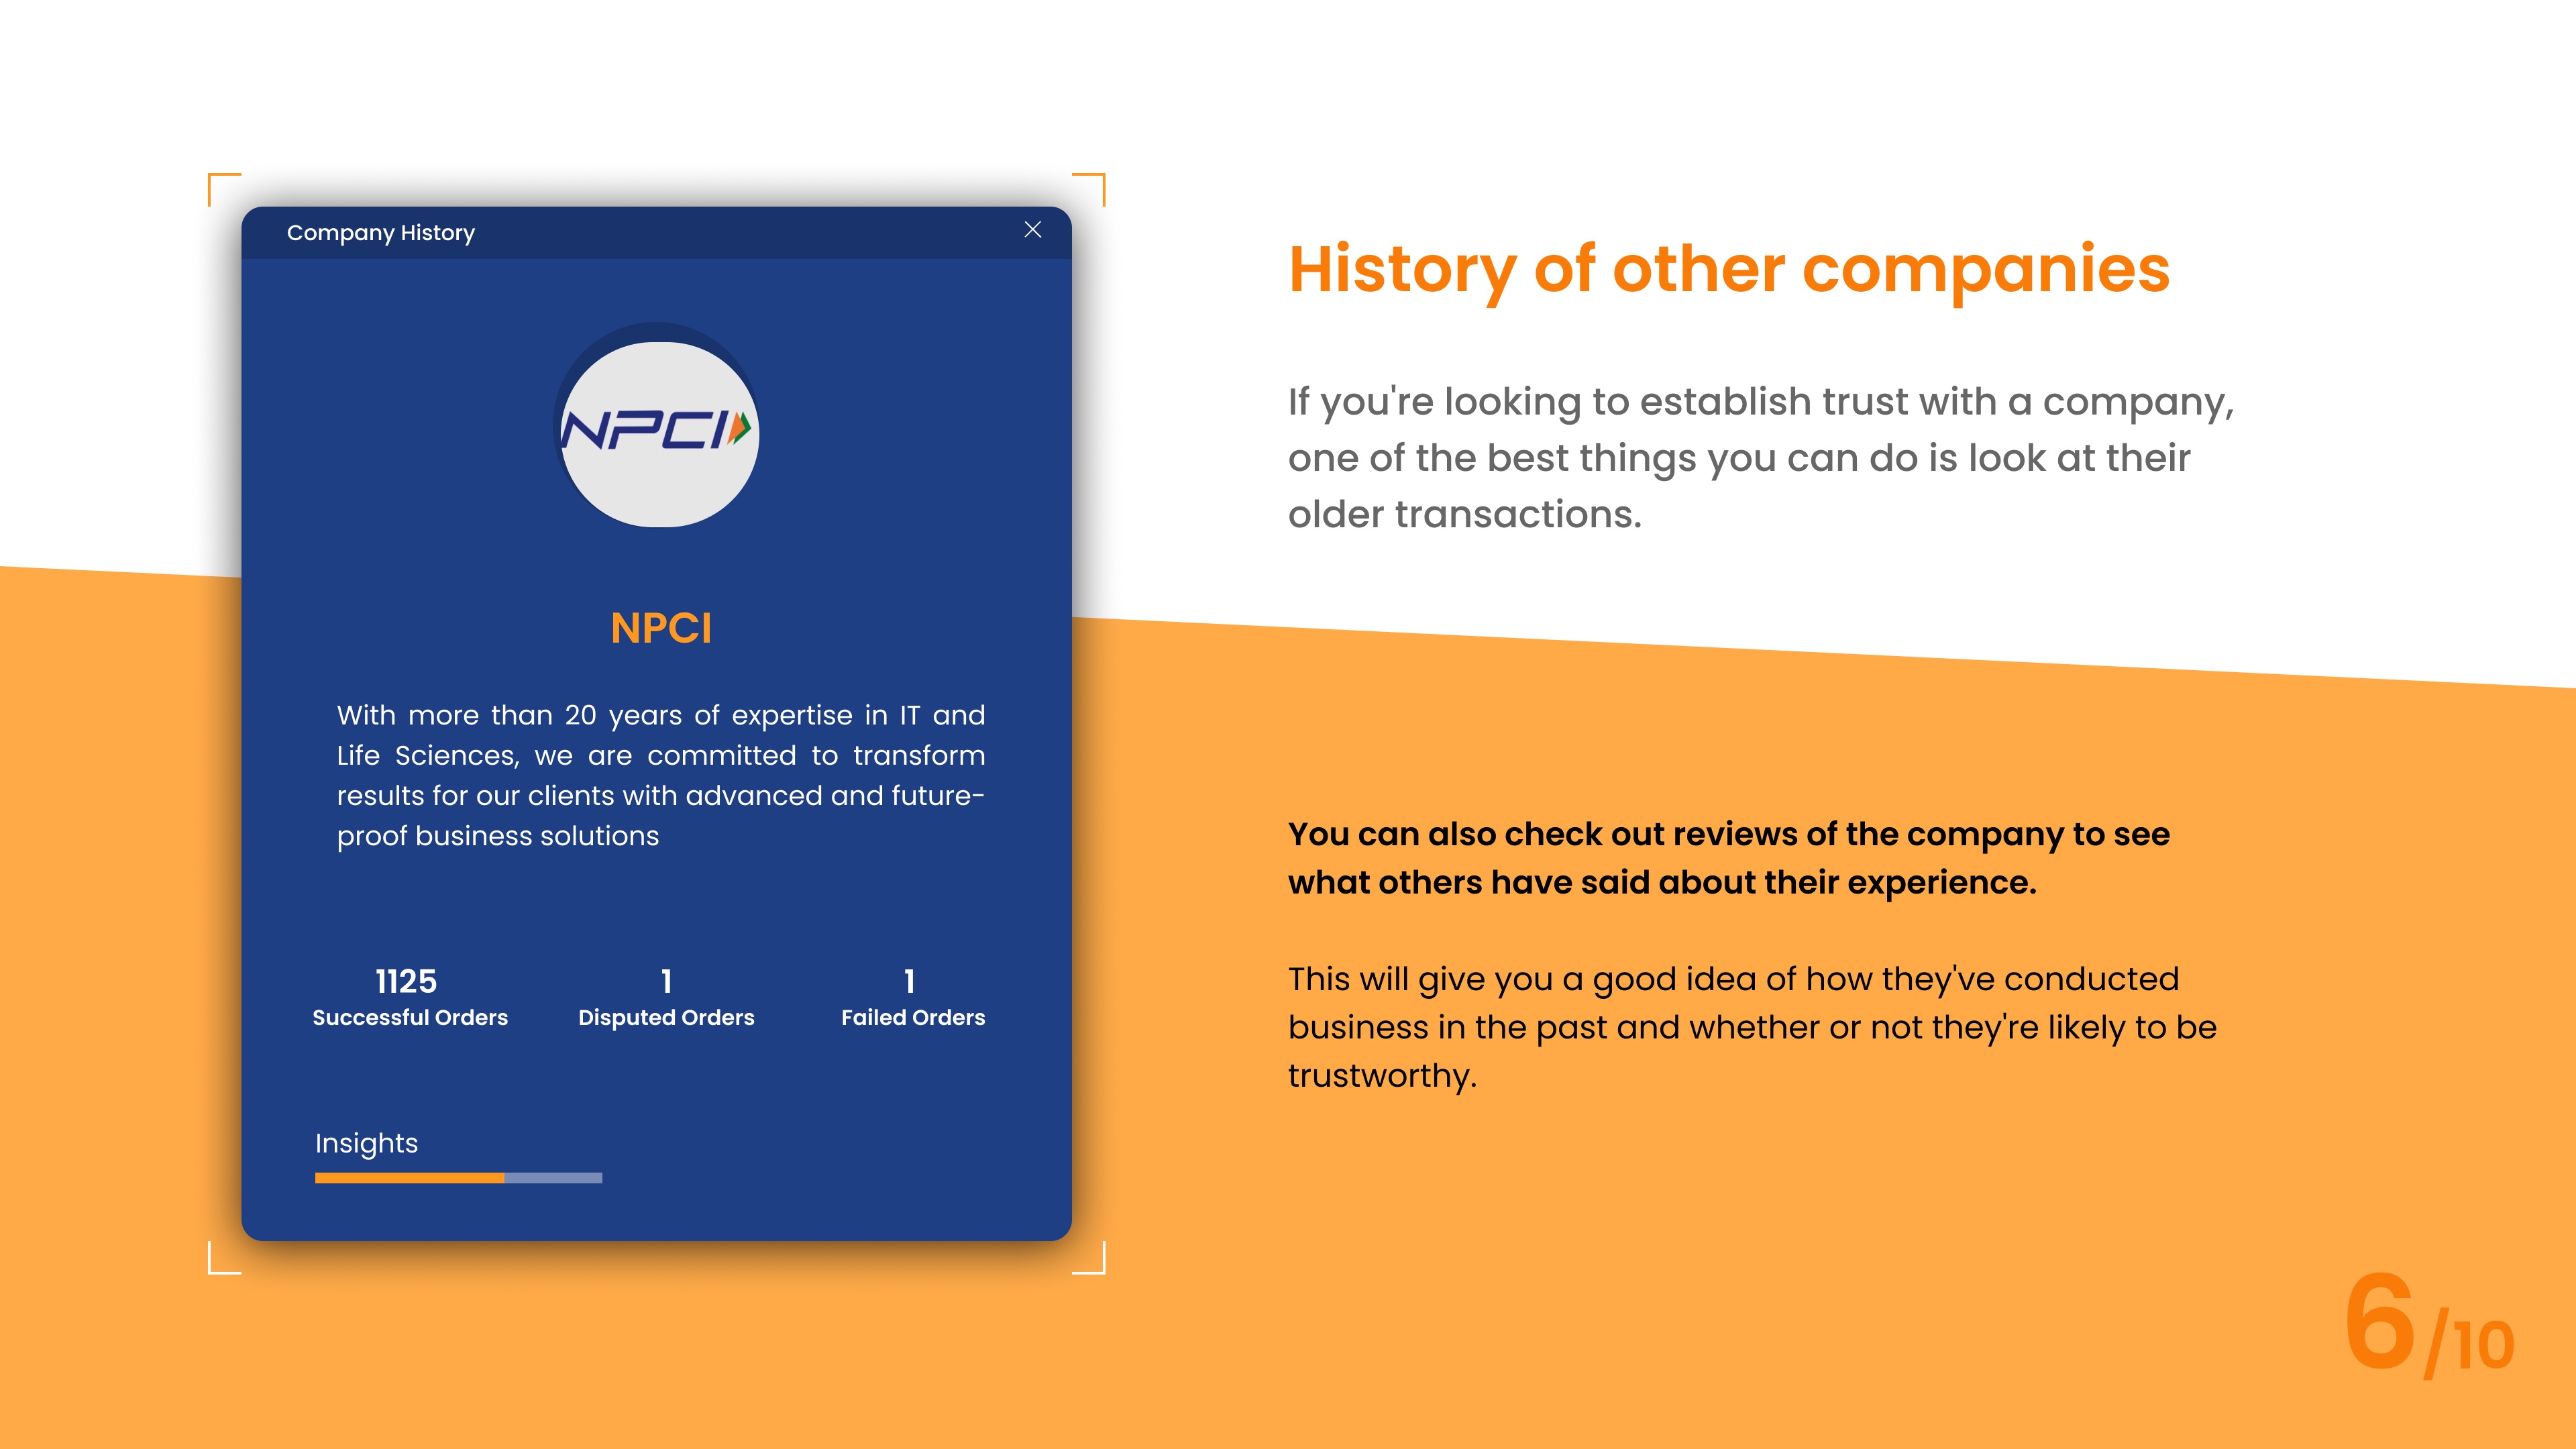 Company History
NPCI
NPCI
With more than 20 years of expertise in IT and
Life Sciences, we are committed to transform
results for our clients with advanced and future-
proof business solutions
1125
Successful Orders
1
Disputed Orders
1
Failed Orders
Insights
History of other companies
If you're looking to establish trust with a company,
one of the best things you can do is look at their
older transactions.
You can also check out reviews of the company to see
what others have said about their experience.
This will give you a good idea of how they've conducted
business in the past and whether or not they're likely to be
trustworthy.
6/10